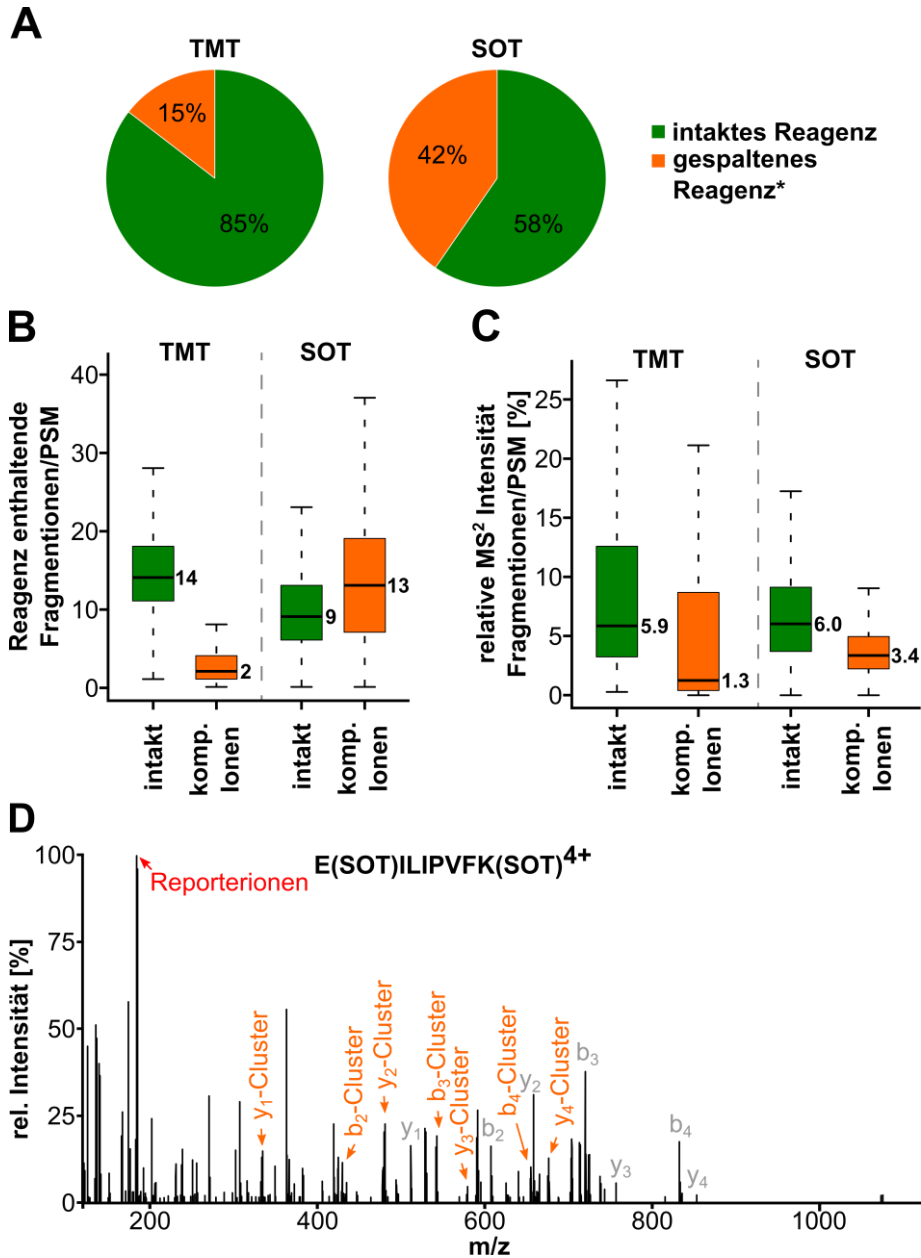 A
TMT
SOT
15%
85%
42%
58%
intaktes Reagenz
gespaltenes
Reagenz*
B
TMT
SOT
Reagenz enthaltende
Fragmentionen/PSM
40
30
20
10
0
14
2
9
13
intakt
komp.
Ionen
intakt
komp.
Ionen
C
TMT
SOT
relative MS² Intensität
Fragmentionen/PSM [%]
25
20
15
10
5
0
5.9
1.3
6.0
3.4
intakt
komp.
Ionen
intakt
komp.
Ionen
D
E(SOT)ILIPVFK(SOT)⁴⁺
Reporterionen
rel. Intensität [%]
100
75
50
25
0
y₁-Cluster
b₂-Cluster
y₂-Cluster
y₁
b₃-Cluster
y₃-Cluster
b₂
b₄-Cluster
y₂
y₄-Cluster
b₃
y₃
b₄
y₄
200
400
600
800
1000
m/z